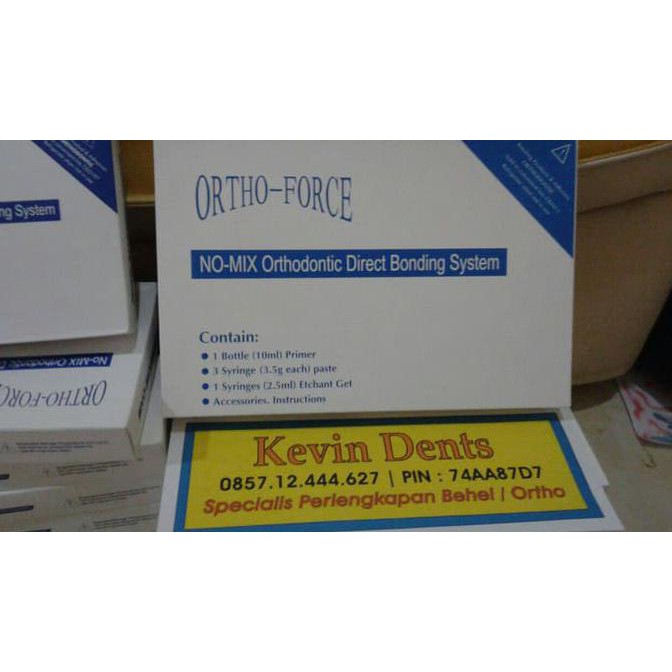 ng System
No-MIX Orthodontic
ORTHO-FORCE
ORTHO-FORCE
NO-MIX Orthodontic Direct Bonding System
Contain:
● 1 Bottle (10ml) Primer
● 3 Syringe (3.5g each) paste
● 1 Syringes (2.5ml) Etchant Gel
● Accessories. Instructions
Kevin Dents
0857.12.444.627 | PIN : 74AA87D7
Specialis Perlengkapan Behel / Ortho